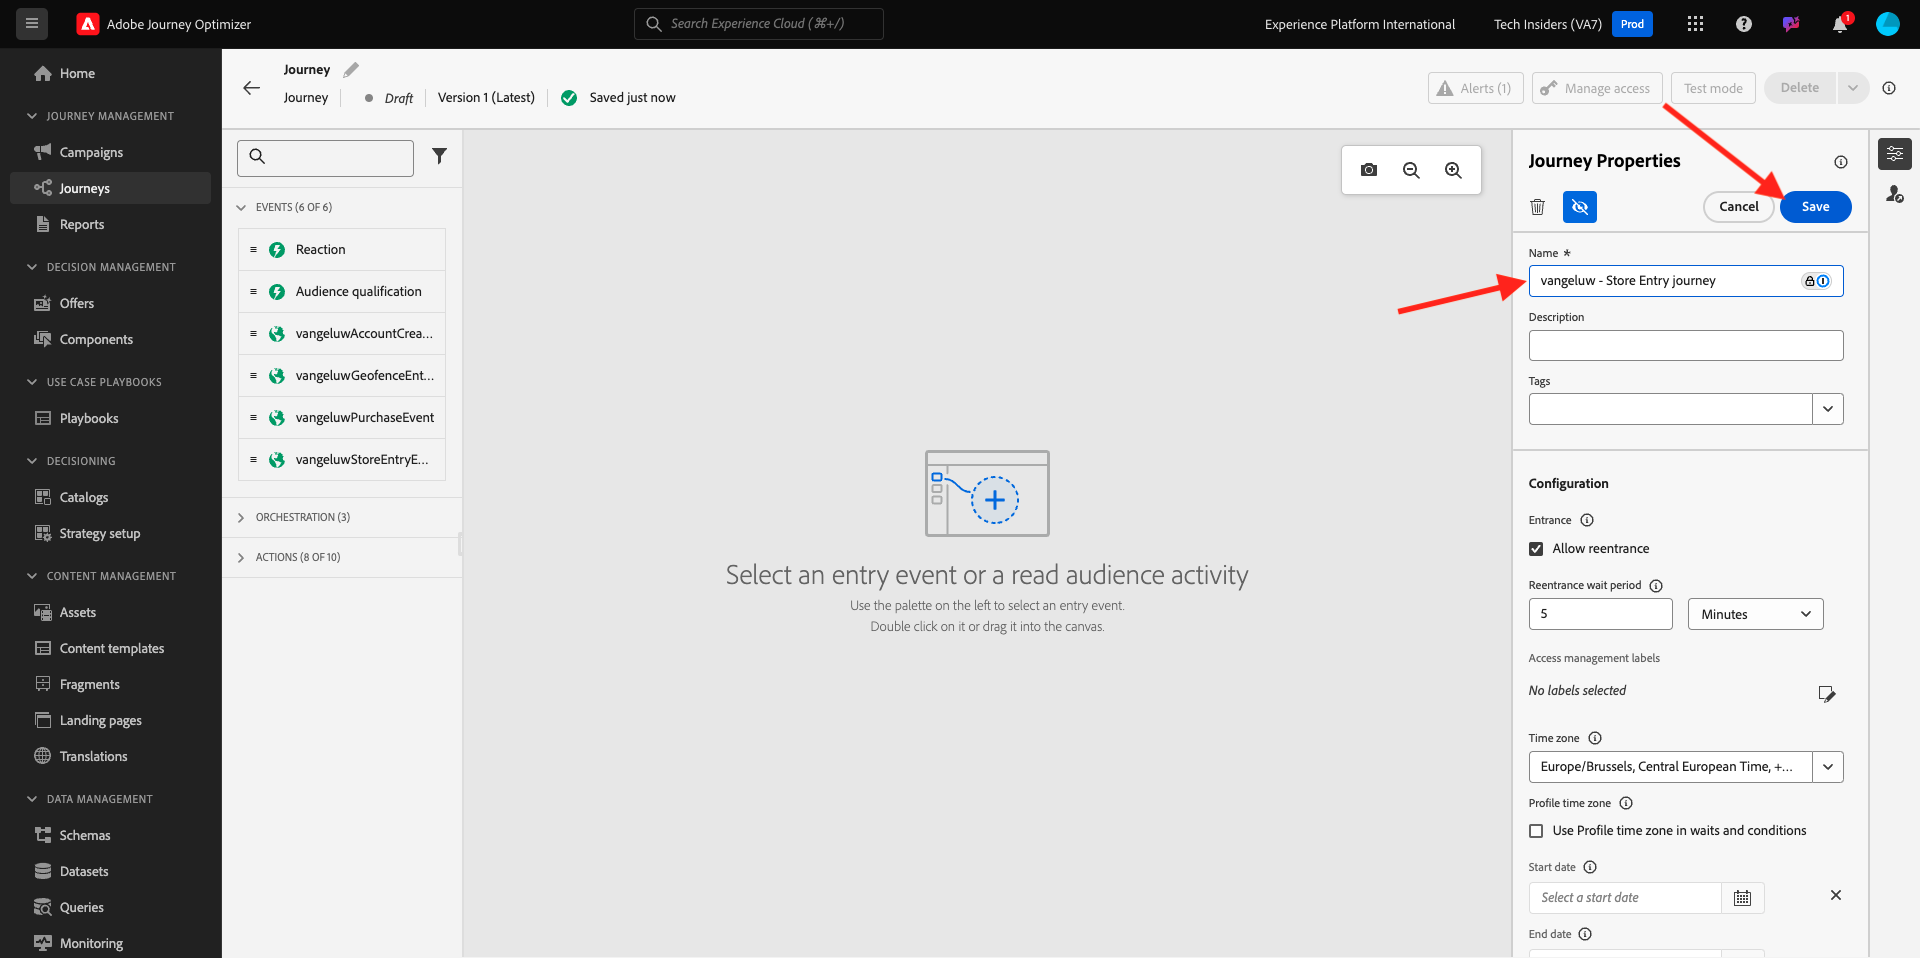 Adobe Journey Optimizer
Search Experience Cloud (⌘+/)
Experience Platform International
Tech Insiders (VA7)
Prod
1
Home
JOURNEY MANAGEMENT
Campaigns
Journeys
Reports
DECISION MANAGEMENT
Offers
Components
USE CASE PLAYBOOKS
Playbooks
DECISIONING
Catalogs
Strategy setup
CONTENT MANAGEMENT
Assets
Content templates
Fragments
Landing pages
Translations
DATA MANAGEMENT
Schemas
Datasets
Queries
Monitoring
Journey
Journey
Draft
Version 1 (Latest)
Saved just now
Alerts (1)
Manage access
Test mode
Delete
EVENTS (6 OF 6)
Reaction
Audience qualification
vangeluwAccountCrea...
vangeluwGeofenceEnt...
vangeluwPurchaseEvent
vangeluwStoreEntryE...
ORCHESTRATION (3)
ACTIONS (8 OF 10)
Select an entry event or a read audience activity
Use the palette on the left to select an entry event.
Double click on it or drag it into the canvas.
Journey Properties
Cancel
Save
Name *
vangeluw - Store Entry journey
Description
Tags
Configuration
Entrance
Allow reentrance
Reentrance wait period
5
Minutes
Access management labels
No labels selected
Time zone
Europe/Brussels, Central European Time, +...
Profile time zone
Use Profile time zone in waits and conditions
Start date
Select a start date
End date